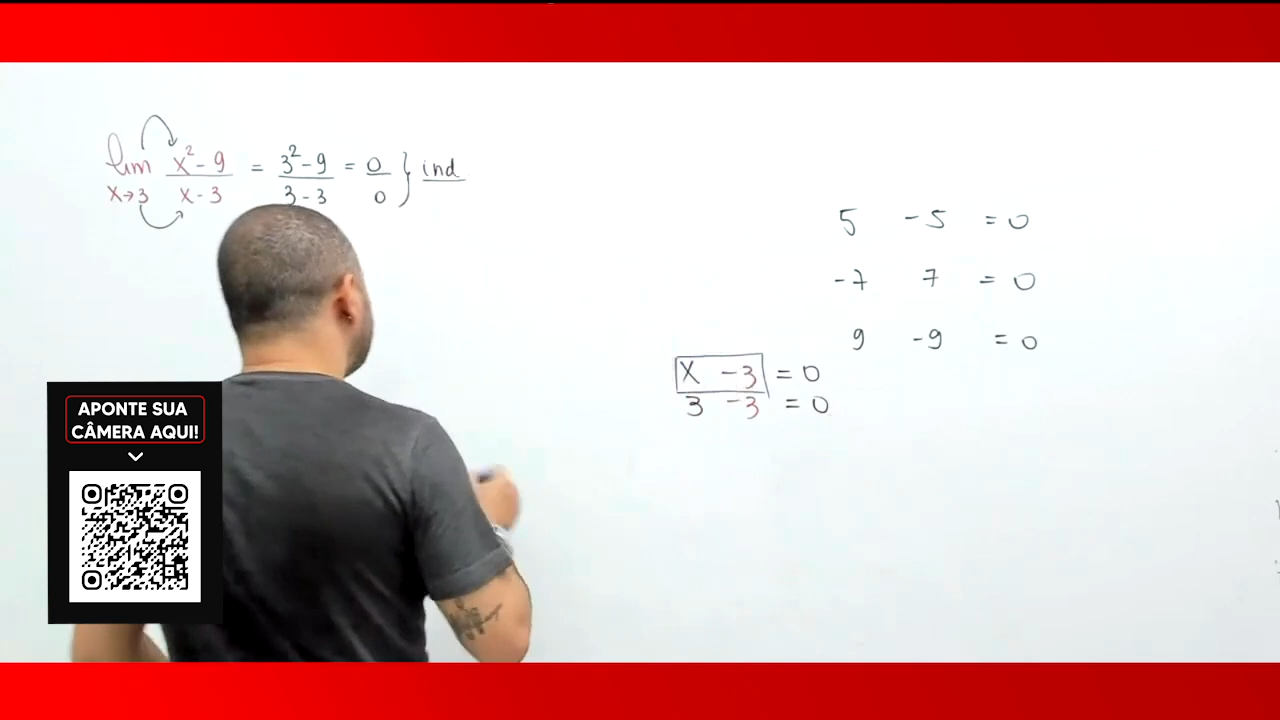 lim x² - 9 = 3² - 9 = 0 } ind
x→3 x - 3 3 - 3 0
5 - 5 = 0
- 7 7 = 0
9 - 9 = 0
x - 3 = 0
3 - 3 = 0
APONTE SUA
CÂMERA AQUI!